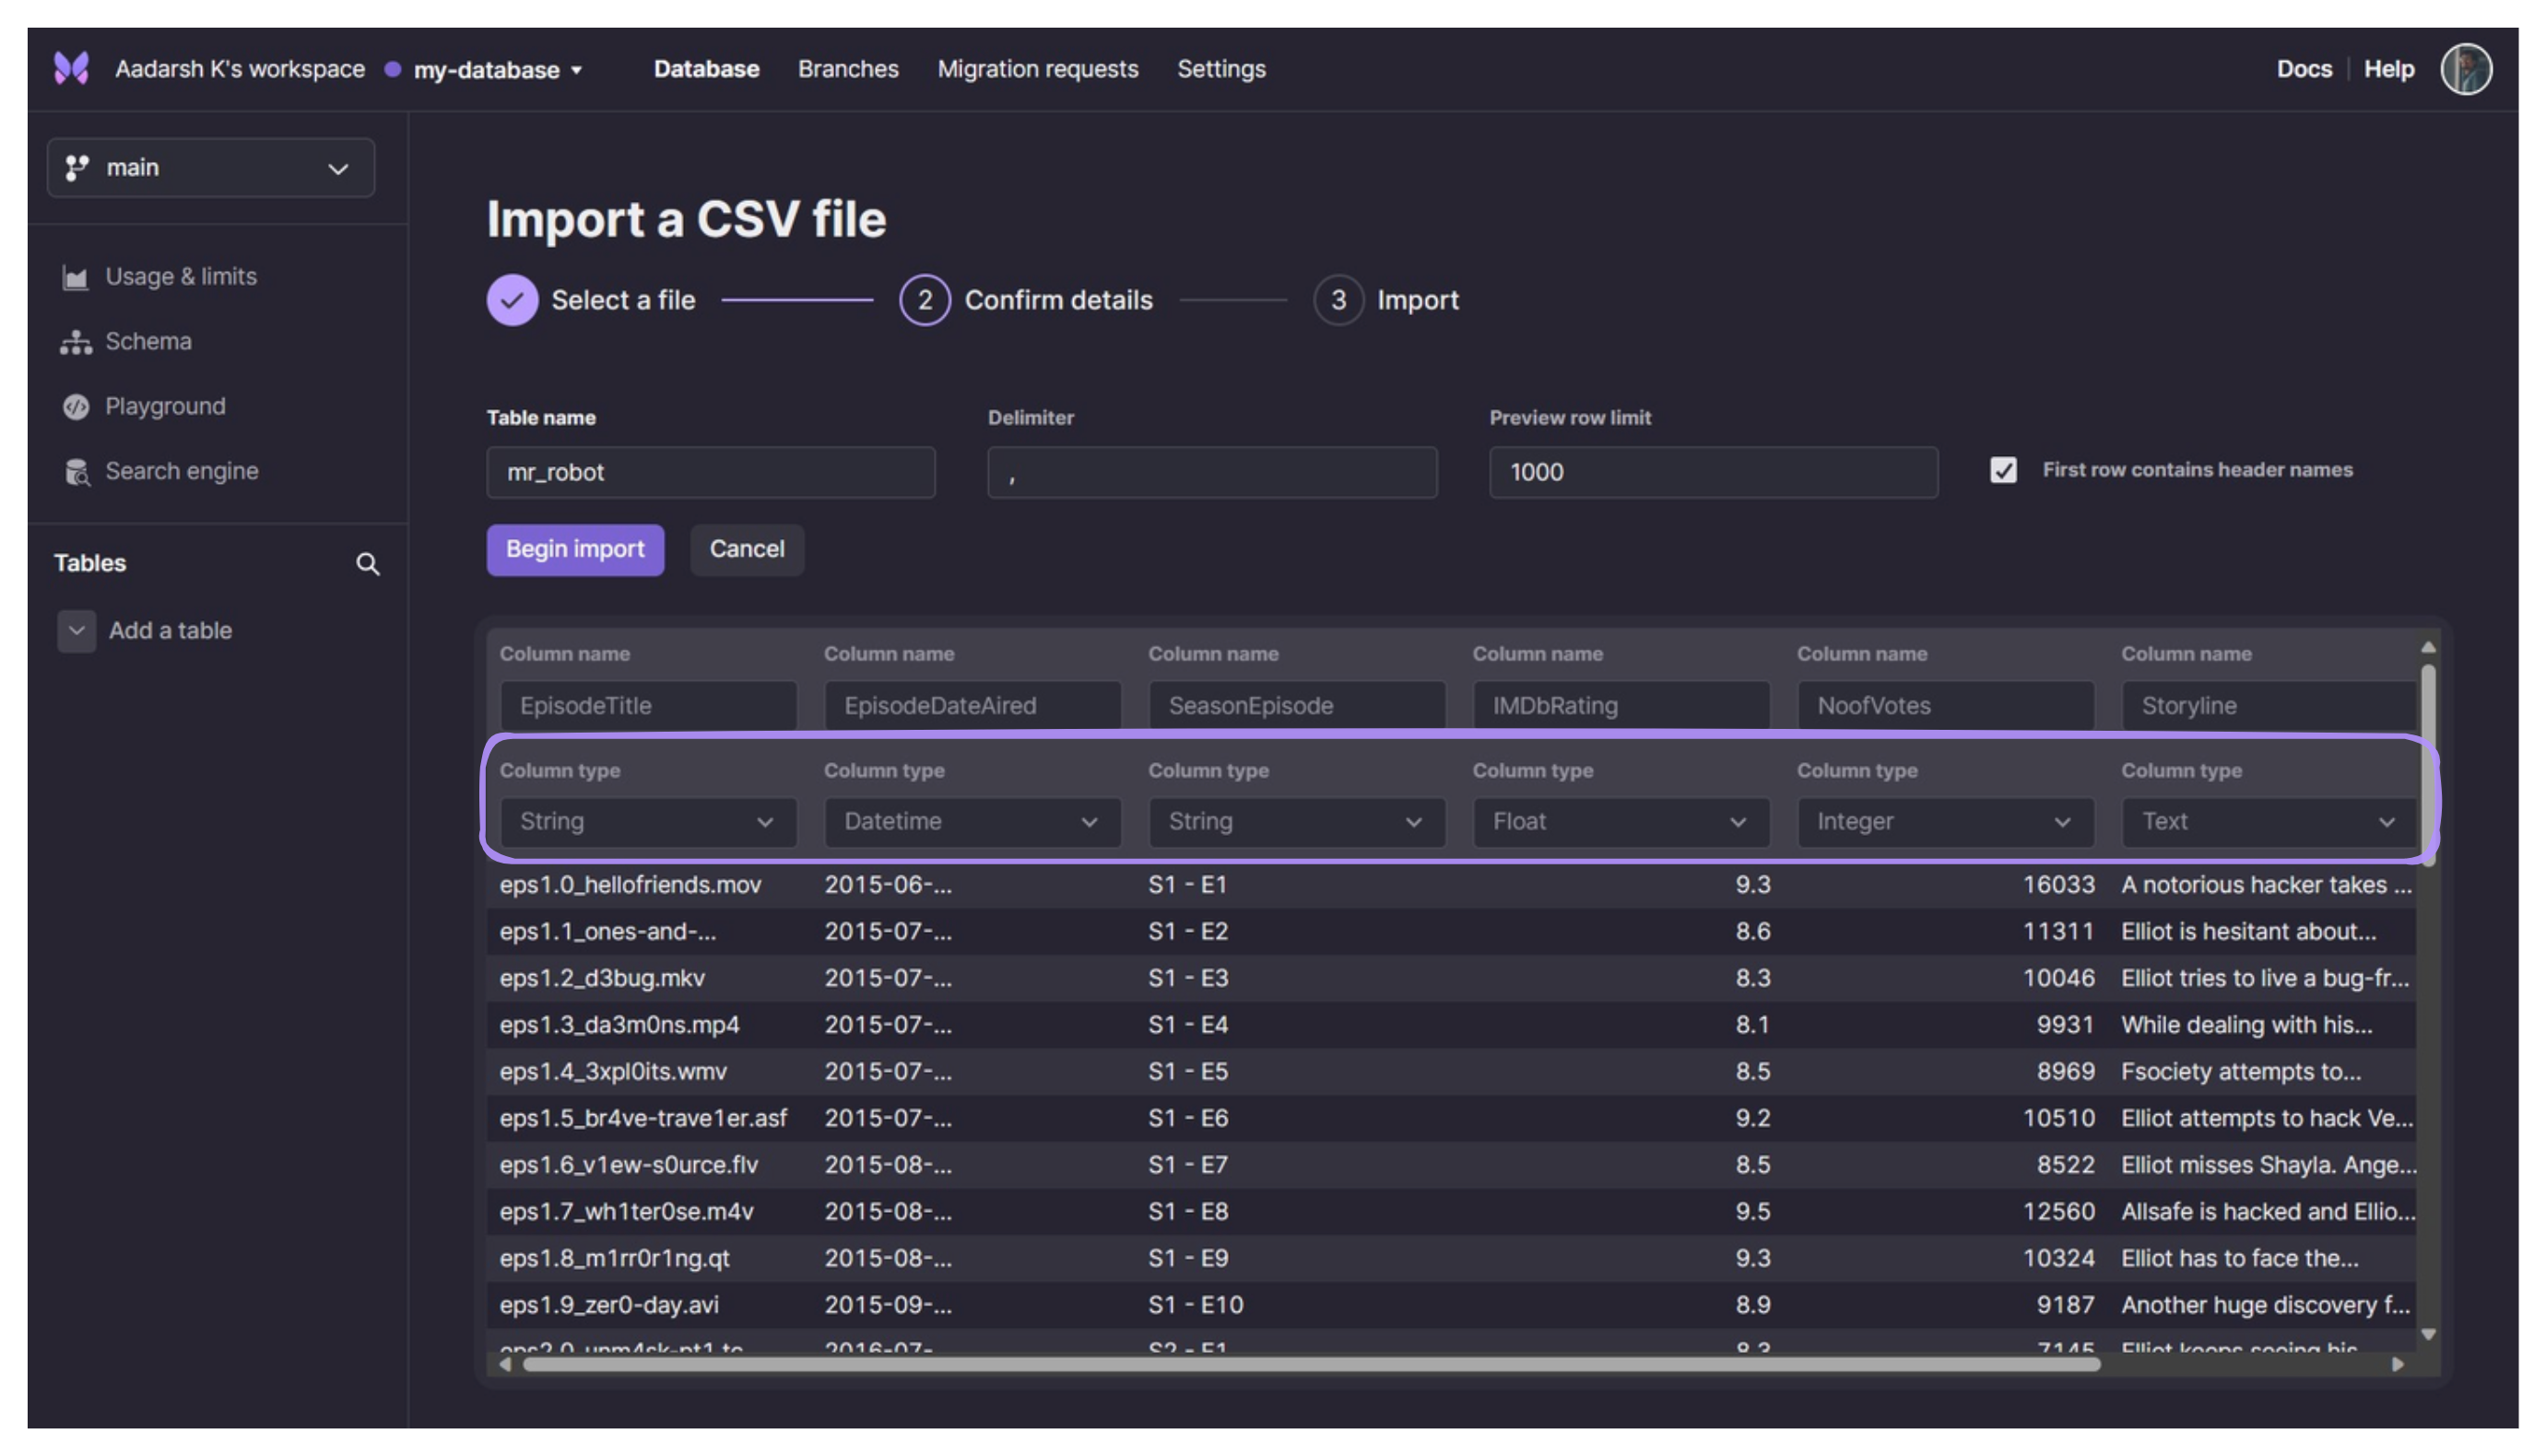 Aadarsh K's workspace my-database Database Branches Migration requests Settings Docs Help
main
Usage & limits
Schema
Playground
Search engine
Tables
Add a table
Import a CSV file
Select a file 2 Confirm details 3 Import
Table name Delimiter Preview row limit
mr_robot , 1000 First row contains header names
Begin import Cancel
Column name Column name Column name Column name Column name Column name
EpisodeTitle EpisodeDateAired SeasonEpisode IMDbRating NoofVotes Storyline
Column type Column type Column type Column type Column type Column type
String Datetime String Float Integer Text
eps1.0_hellofriends.mov 2015-06-... S1 - E1 9.3 16033 A notorious hacker takes ...
eps1.1_ones-and-... 2015-07-... S1 - E2 8.6 11311 Elliot is hesitant about...
eps1.2_d3bug.mkv 2015-07-... S1 - E3 8.3 10046 Elliot tries to live a bug-fr...
eps1.3_da3m0ns.mp4 2015-07-... S1 - E4 8.1 9931 While dealing with his...
eps1.4_3xpl0its.wmv 2015-07-... S1 - E5 8.5 8969 Fsociety attempts to...
eps1.5_br4ve-trave1er.asf 2015-07-... S1 - E6 9.2 10510 Elliot attempts to hack Ve...
eps1.6_v1ew-s0urce.flv 2015-08-... S1 - E7 8.5 8522 Elliot misses Shayla. Ange...
eps1.7_wh1ter0se.m4v 2015-08-... S1 - E8 9.5 12560 Allsafe is hacked and Ellio...
eps1.8_m1rr0r1ng.qt 2015-08-... S1 - E9 9.3 10324 Elliot has to face the...
eps1.9_zer0-day.avi 2015-09-... S1 - E10 8.9 9187 Another huge discovery f...
eps2.0_unm4sk-pt1.tc 2016-07- S2 - E1 8.3 7145 Elliot keeps seeing his